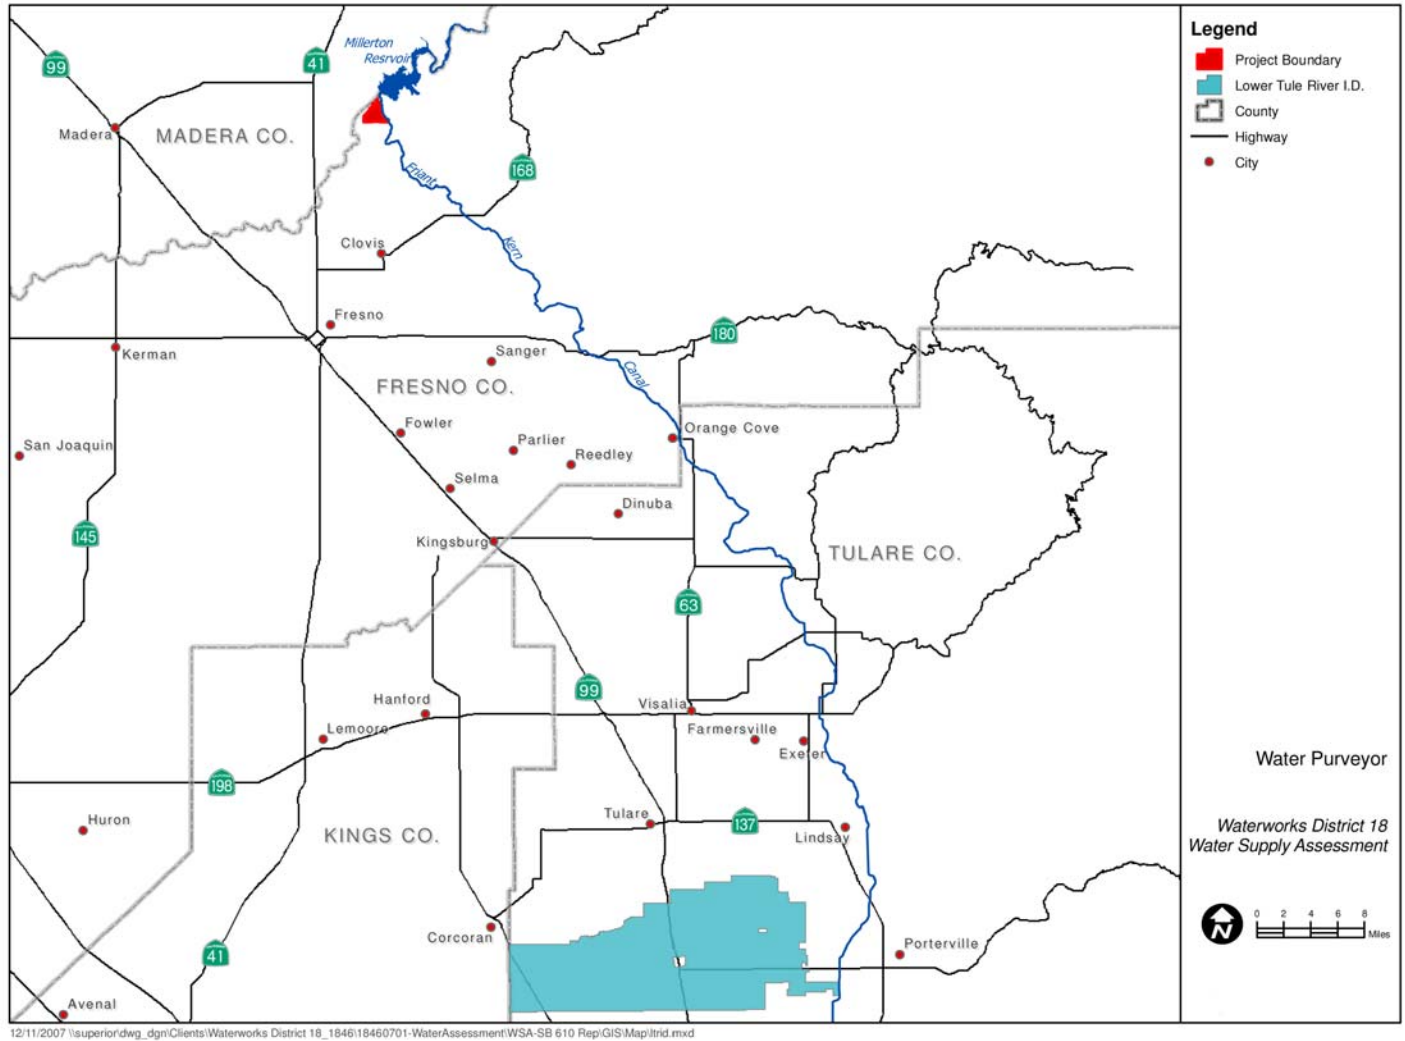 Legend
Project Boundary
Lower Tule River I.D.
County
Highway
City
Millerton
Resrvoir
99
41
Madera
MADERA CO.
168
Friant
Clovis
Kern
Fresno
180
Kerman
Sanger
Canal
FRESNO CO.
Fowler
Orange Cove
San Joaquin
Parlier
Reedley
Selma
Dinuba
145
Kingsburg
TULARE CO.
63
99
Hanford
Visalia
Lemoore
Farmersville
Exeter
198
Huron
Tulare
137
KINGS CO.
Lindsay
Corcoran
Porterville
41
Avenal
Water Purveyor
Waterworks District 18
Water Supply Assessment
N
0 2 4 6 8
Miles
12/11/2007 \\superior\dwg_dgn\Clients\Waterworks District 18_1846\18460701-WaterAssessment\WSA-SB 610 Rep\GIS\Map\ltrid.mxd